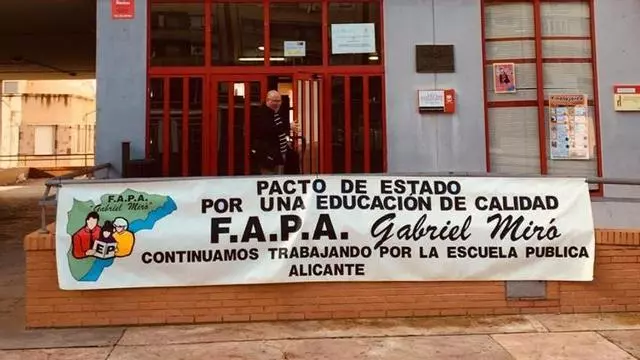 F.A.P.A.
Gabriel Miró
EP
PACTO DE ESTADO
POR UNA EDUCACIÓN DE CALIDAD
F.A.P.A. Gabriel Miró
CONTINUAMOS TRABAJANDO POR LA ESCUELA PUBLICA
ALICANTE